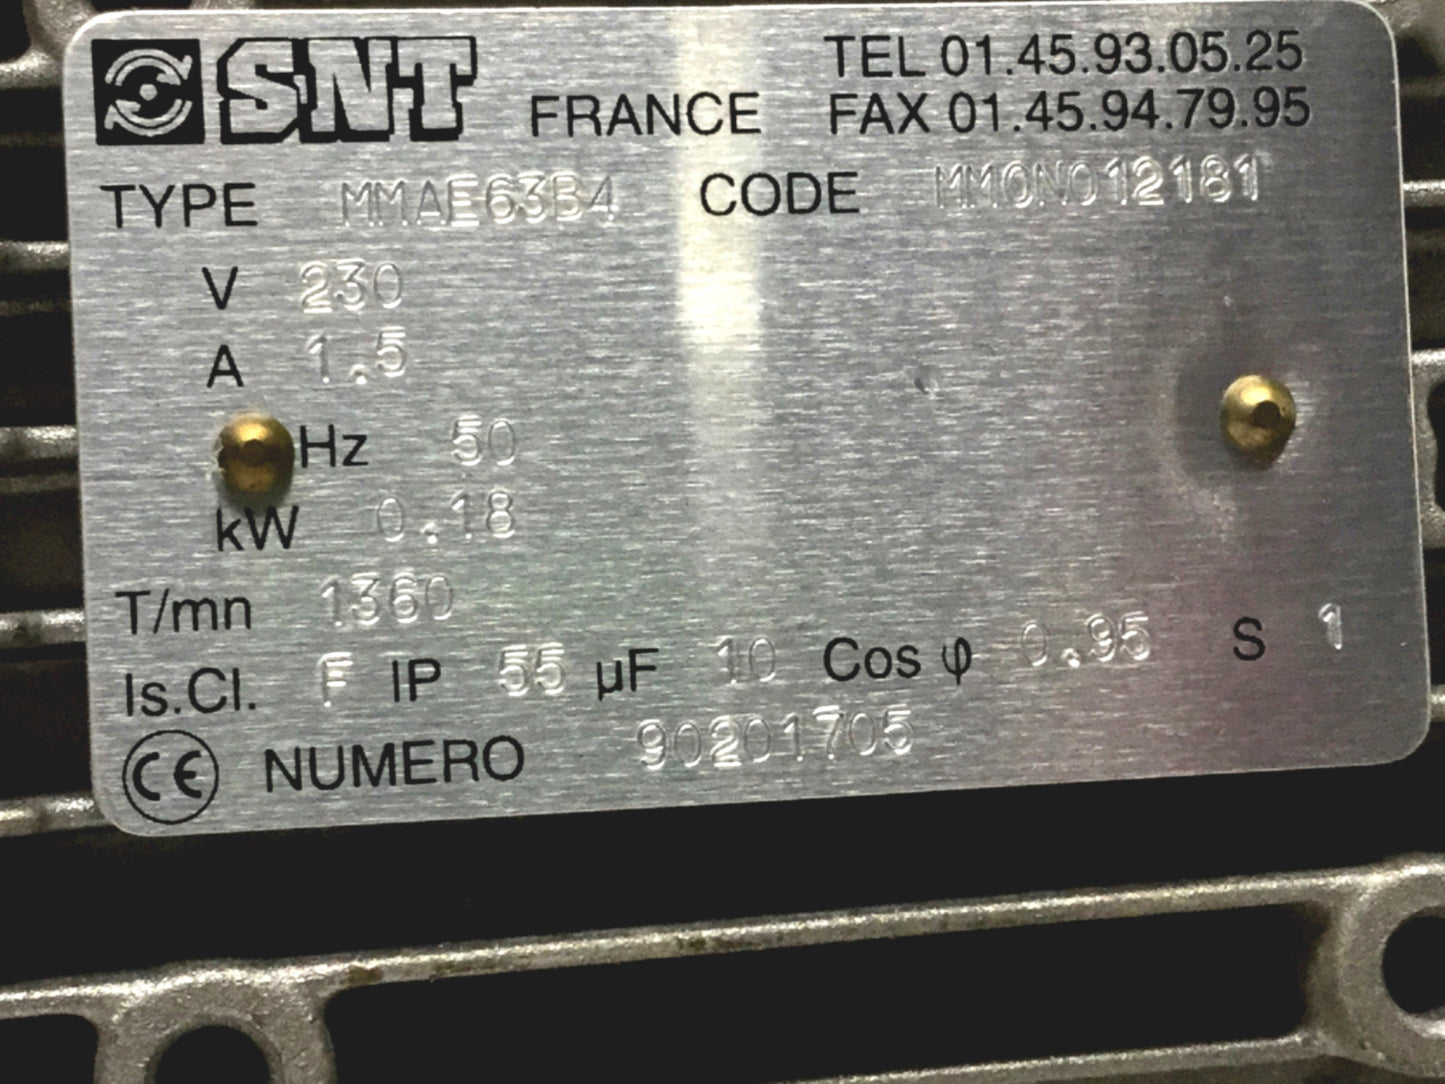 SNT FRANCE TEL 01.45.93.05.25
FAX 01.45.94.79.95
TYPE MMAE63B4 CODE MMONO12181
V 230
A 1.5
Hz 50
kW 0.18
T/mn 1360
Is.Cl. F IP 55 µF 10 Cos φ 0.95 S 1
CE NUMERO 90201705